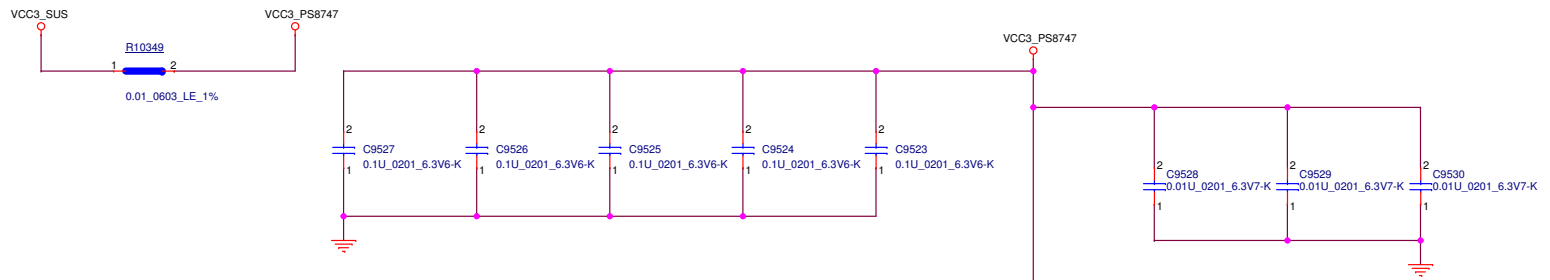 VCC3_SUS
VCC3_PS8747
R10349
1
2
0.01_0603_LE_1%
VCC3_PS8747
2
C9527
0.1U_0201_6.3V6-K
1
2
C9526
0.1U_0201_6.3V6-K
1
2
C9525
0.1U_0201_6.3V6-K
1
2
C9524
0.1U_0201_6.3V6-K
1
2
C9523
0.1U_0201_6.3V6-K
1
2
C9528
0.01U_0201_6.3V7-K
1
2
C9529
0.01U_0201_6.3V7-K
1
2
C9530
0.01U_0201_6.3V7-K
1